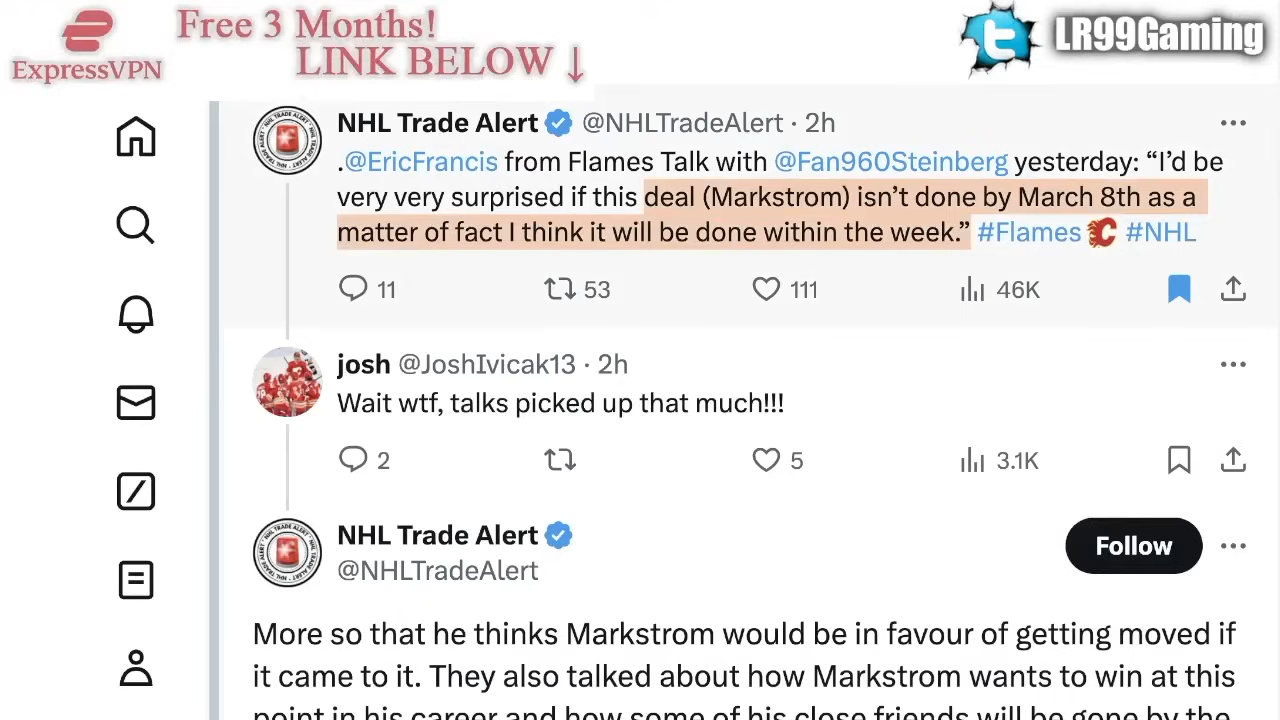 Free 3 Months!
LINK BELOW ↓
ExpressVPN
LR99Gaming
NHL Trade Alert @NHLTradeAlert · 2h
.@EricFrancis from Flames Talk with @Fan960Steinberg yesterday: “I’d be
very very surprised if this deal (Markstrom) isn’t done by March 8th as a
matter of fact I think it will be done within the week.” #Flames #NHL
11 53 111 46K
josh @JoshIvicak13 · 2h
Wait wtf, talks picked up that much!!!
2 5 3.1K
NHL Trade Alert
@NHLTradeAlert
Follow
More so that he thinks Markstrom would be in favour of getting moved if
it came to it. They also talked about how Markstrom wants to win at this
point in his career and how some of his close friends will be gone by the